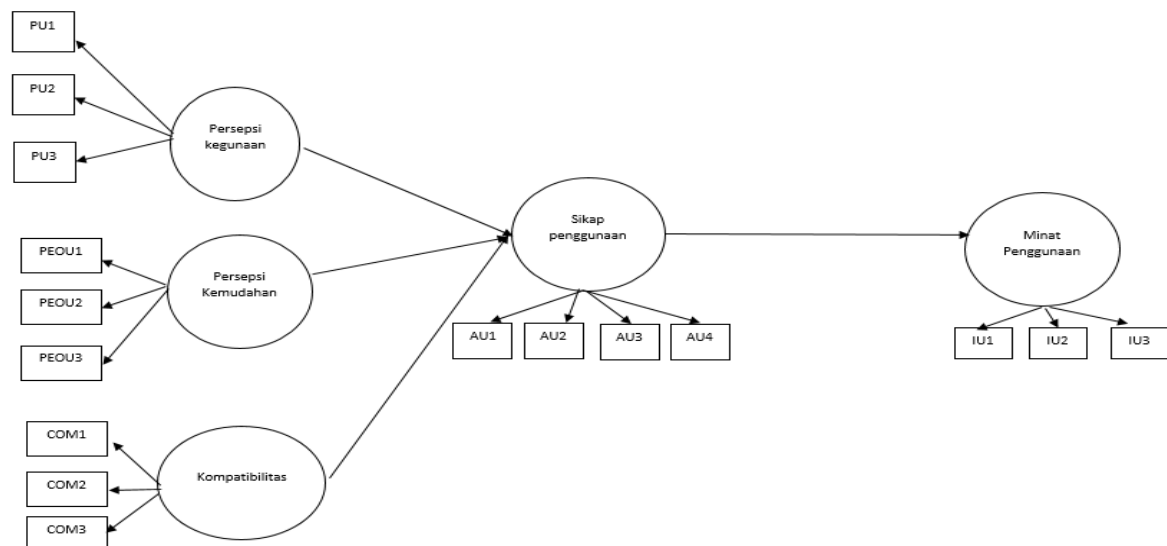 PU1
PU2
PU3
Persepsi
kegunaan
PEOU1
PEOU2
PEOU3
Persepsi
Kemudahan
COM1
COM2
COM3
Kompatibilitas
Sikap
penggunaan
AU1
AU2
AU3
AU4
Minat
Penggunaan
IU1
IU2
IU3